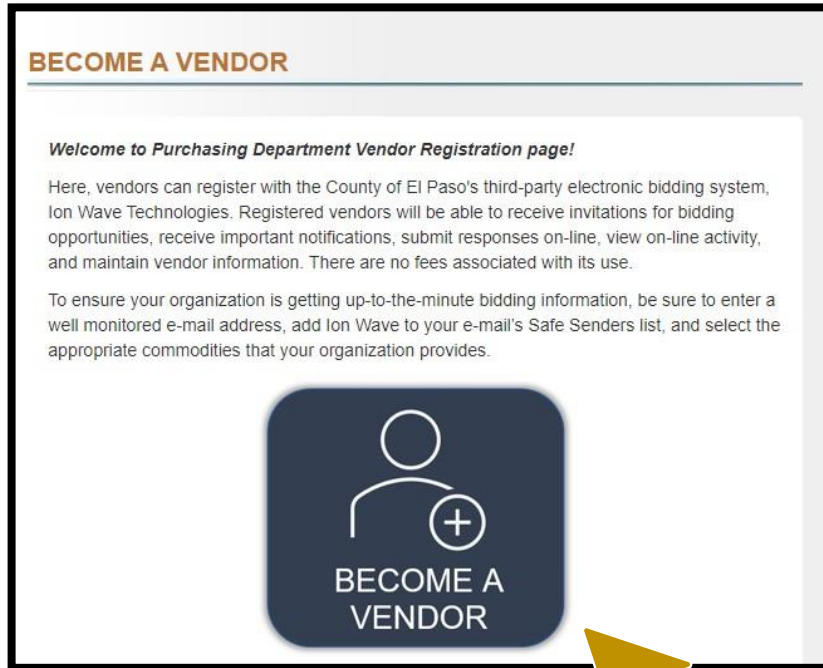 BECOME A VENDOR
Welcome to Purchasing Department Vendor Registration page!
Here, vendors can register with the County of El Paso's third-party electronic bidding system,
Ion Wave Technologies. Registered vendors will be able to receive invitations for bidding
opportunities, receive important notifications, submit responses on-line, view on-line activity,
and maintain vendor information. There are no fees associated with its use.
To ensure your organization is getting up-to-the-minute bidding information, be sure to enter a
well monitored e-mail address, add Ion Wave to your e-mail's Safe Senders list, and select the
appropriate commodities that your organization provides.
BECOME A
VENDOR